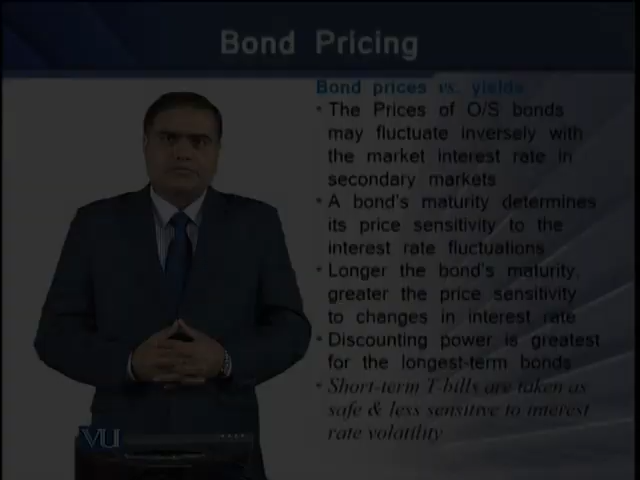 Bond Pricing
Bond prices vs. yields
• The Prices of O/S bonds
may fluctuate inversely with
the market interest rate in
secondary markets
• A bond's maturity determines
its price sensitivity to the
interest rate fluctuations
• Longer the bond's maturity,
greater the price sensitivity
to changes in interest rate
• Discounting power is greatest
for the longest-term bonds
• Short-term T-bills are taken as
safe & less sensitive to interest
rate volatility
VU